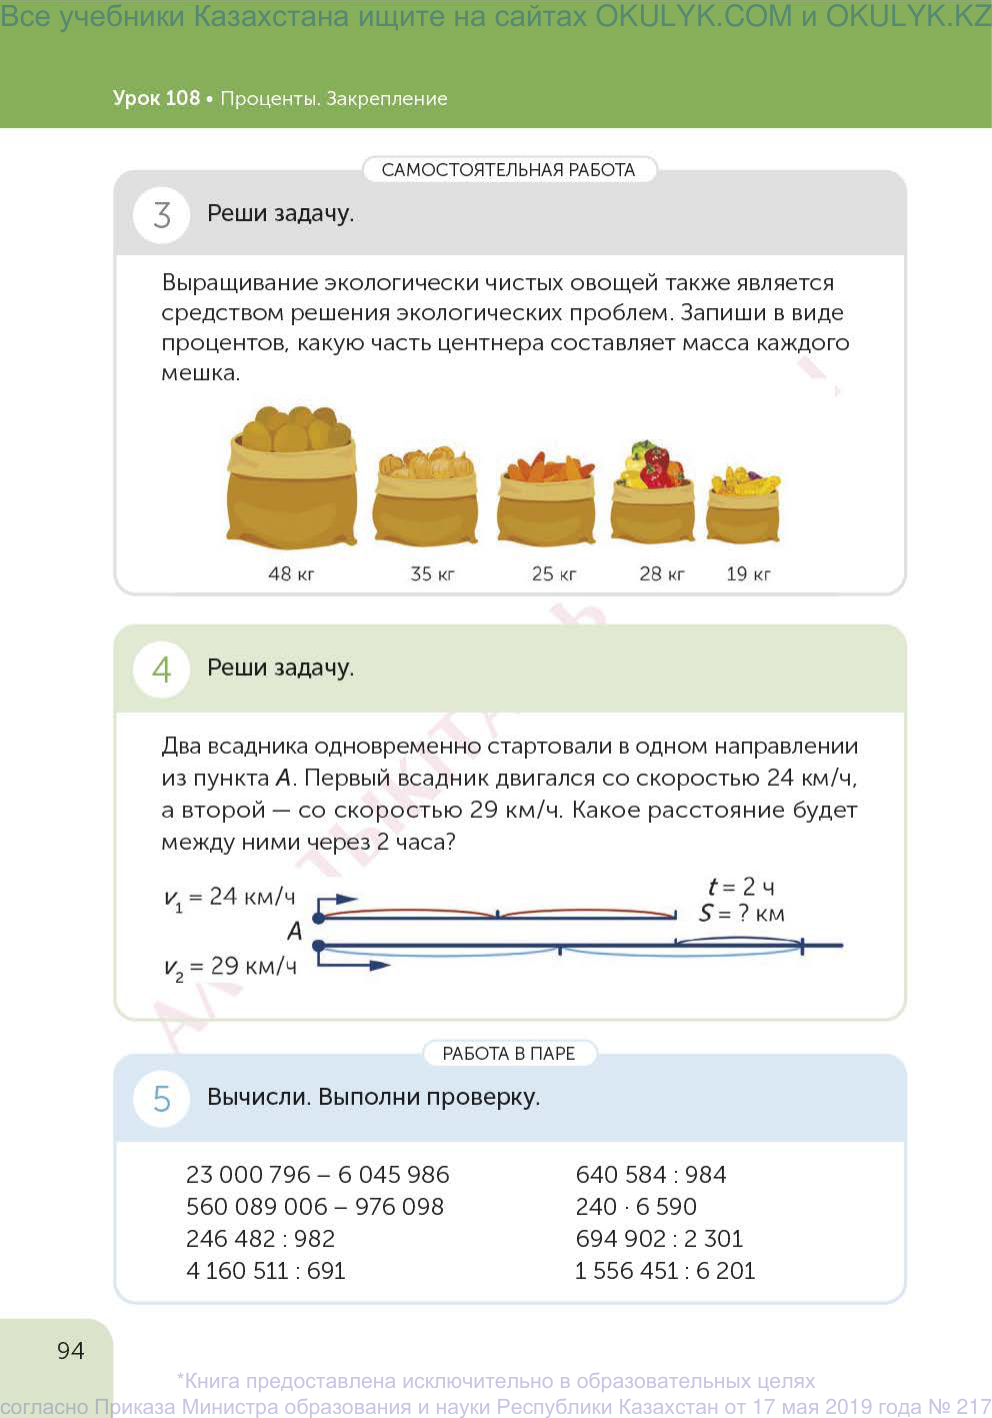 Все учебники Казахстана ищите на сайтах OKULYK.COM и OKULYK.KZ
Урок 108 • Проценты. Закрепление
САМОСТОЯТЕЛЬНАЯ РАБОТА
3 Реши задачу.
Выращивание экологически чистых овощей также является
средством решения экологических проблем. Запиши в виде
процентов, какую часть центнера составляет масса каждого
мешка.
48 кг 35 кг 25 кг 28 кг 19 кг
4 Реши задачу.
Два всадника одновременно стартовали в одном направлении
из пункта А. Первый всадник двигался со скоростью 24 км/ч,
а второй — со скоростью 29 км/ч. Какое расстояние будет
между ними через 2 часа?
t = 2 ч
v₁ = 24 км/ч
S = ? км
А
v₂ = 29 км/ч
РАБОТА В ПАРЕ
5 Вычисли. Выполни проверку.
23 000 796 – 6 045 986 640 584 : 984
560 089 006 – 976 098 240 · 6 590
246 482 : 982 694 902 : 2 301
4 160 511 : 691 1 556 451 : 6 201
94
*Книга предоставлена исключительно в образовательных целях
согласно Приказа Министра образования и науки Республики Казахстан от 17 мая 2019 года № 217